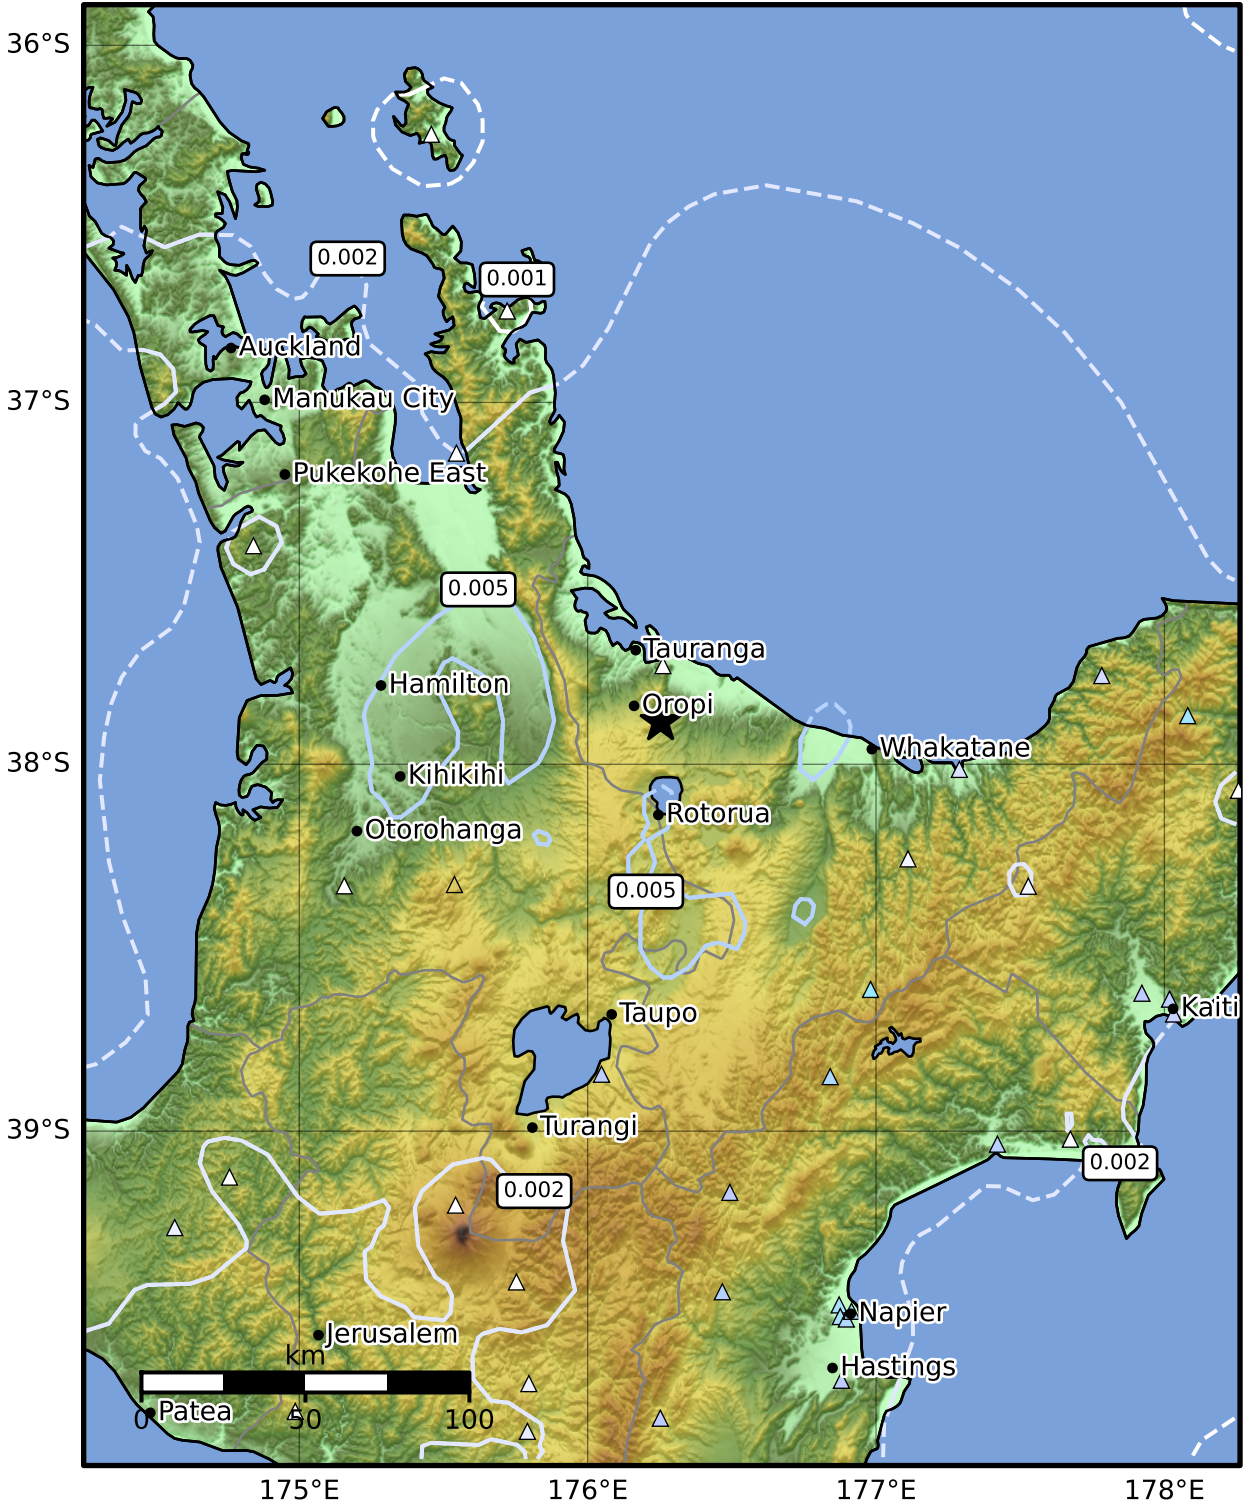 36°S
0.002
0.001
Auckland
37°S
Manukau City
Pukekohe East
0.005
Tauranga
Hamilton
Oropi
38°S
Whakatane
Kihikihi
Rotorua
Otorohanga
0.005
Taupo
Kaiti
39°S
Turangi
0.002
0.002
Napier
Jerusalem
km
Hastings
Patea
0 50 100
175°E 176°E 177°E 178°E